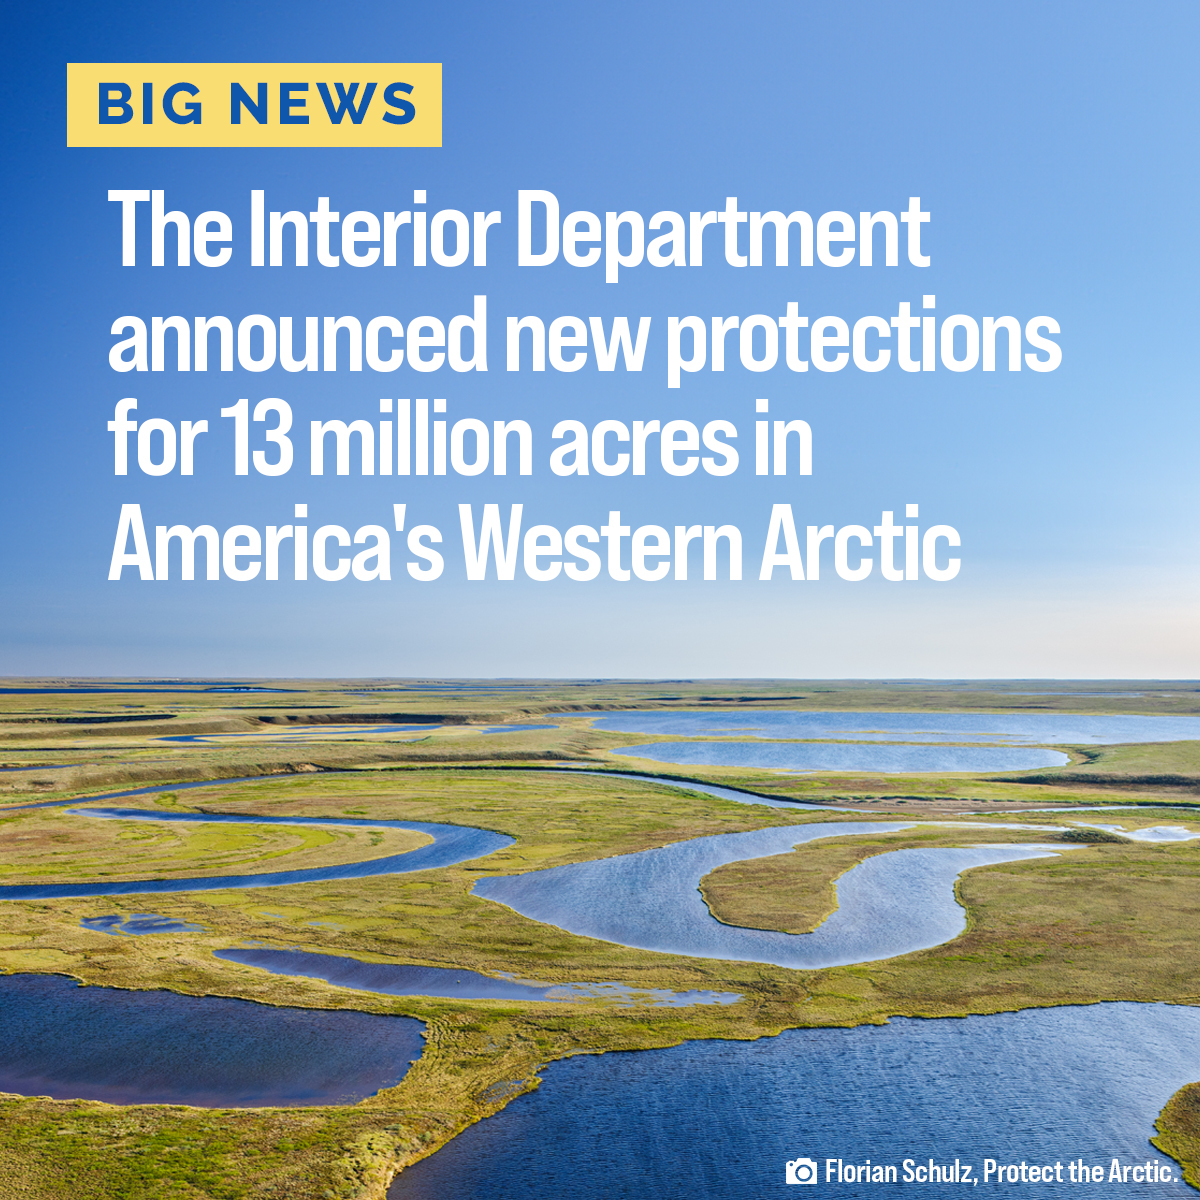 BIG NEWS
The Interior Department
announced new protections
for 13 million acres in
America's Western Arctic
Florian Schulz, Protect the Arctic.